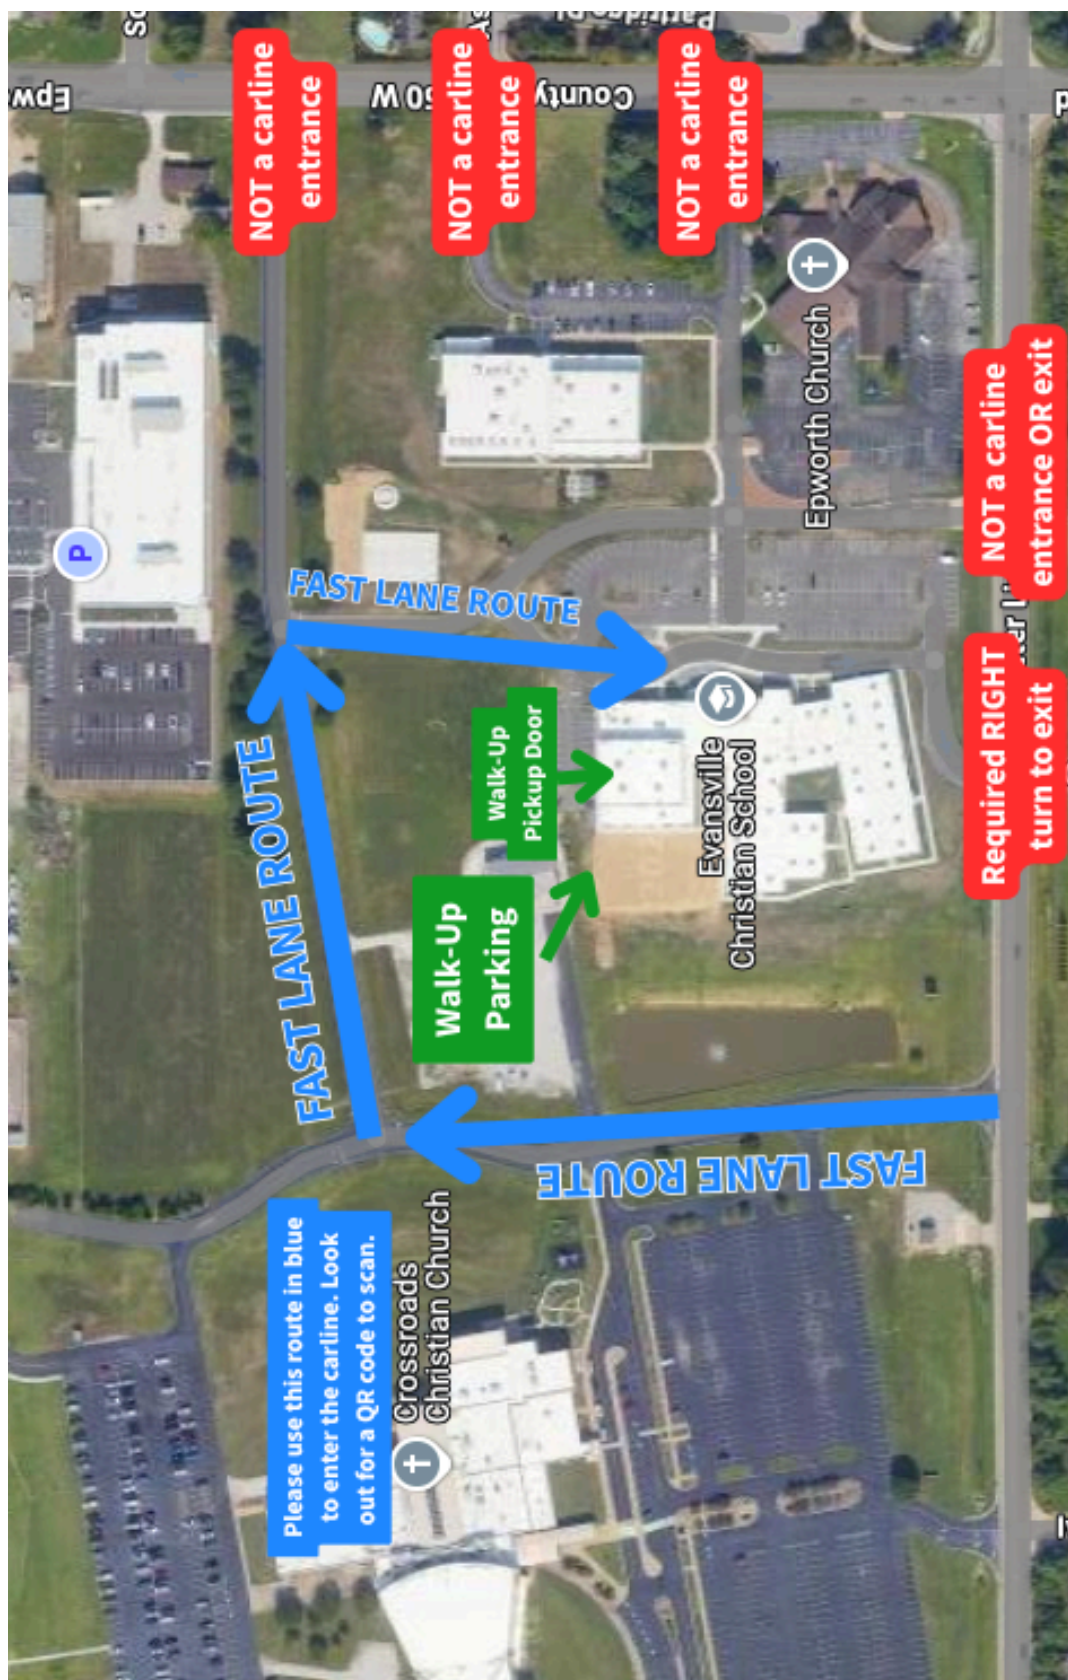 Please use this route in blue
to enter the carline. Look
out for a QR code to scan.
Crossroads
Christian Church
FAST LANE ROUTE
FAST LANE ROUTE
FAST LANE ROUTE
P
NOT a carline
entrance
NOT a carline
entrance
NOT a carline
entrance
Walk-Up
Parking
Walk-Up
Pickup Door
Evansville
Christian School
Epworth Church
County
Partridge Pl
Required RIGHT
turn to exit
NOT a carline
entrance OR exit